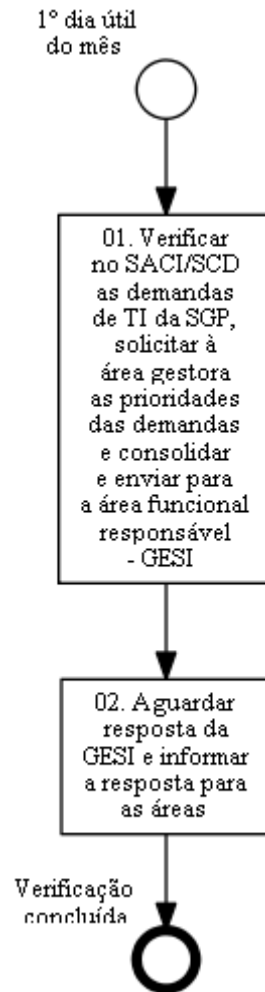 1º dia útil
do mês
01. Verificar
no SACI/SCD
as demandas
de TI da SGP,
solicitar à
área gestora
as prioridades
das demandas
e consolidar
e enviar para
a área funcional
responsável
- GESI
02. Aguardar
resposta da
GESI e informar
a resposta para
as áreas
Verificação
concluída